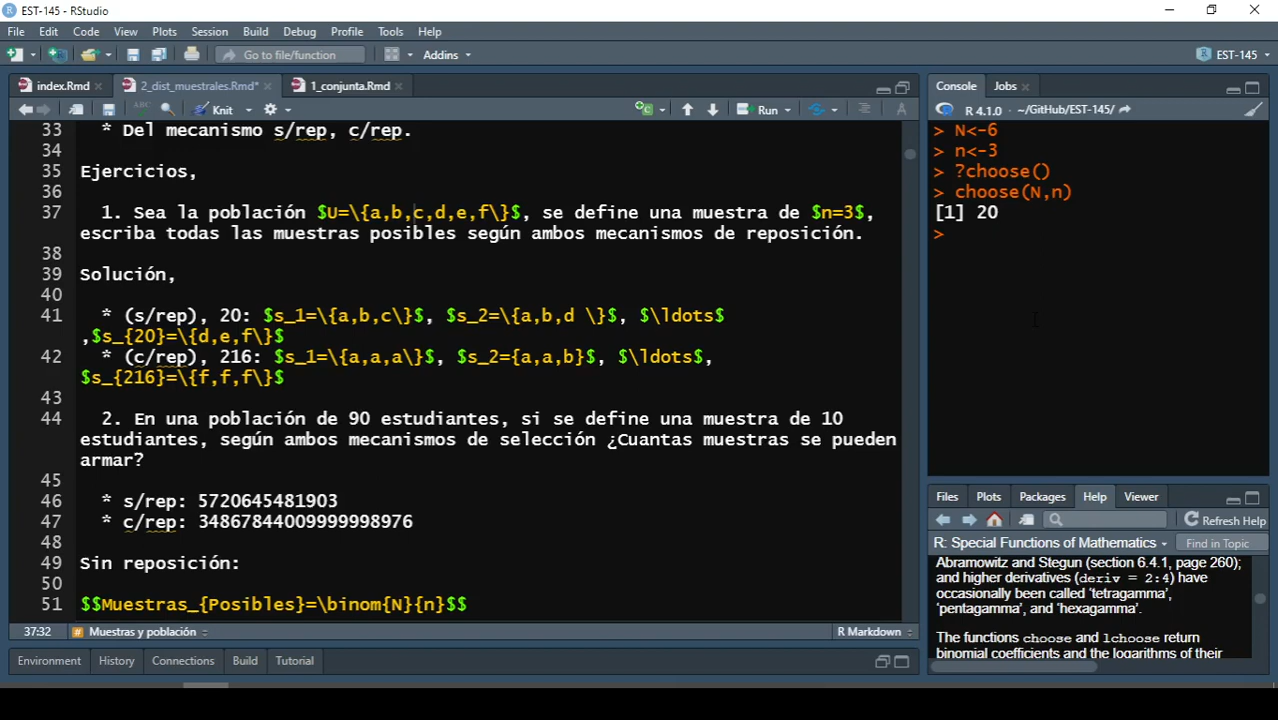 EST-145 - RStudio
File Edit Code View Plots Session Build Debug Profile Tools Help
Go to file/function Addins EST-145
index.Rmd 2_dist_muestrales.Rmd* 1_conjunta.Rmd
ABC Knit Run
33 * Del mecanismo s/rep, c/rep.
34
35 Ejercicios,
36
37 1. Sea la población $U=\{a,b,c,d,e,f\}$, se define una muestra de $n=3$,
escriba todas las muestras posibles según ambos mecanismos de reposición.
38
39 Solución,
40
41 * (s/rep), 20: $s_1=\{a,b,c\}$, $s_2=\{a,b,d \}$, $\ldots$
,$s_{20}=\{d,e,f\}$
42 * (c/rep), 216: $s_1=\{a,a,a\}$, $s_2={a,a,b}$, $\ldots$,
$s_{216}=\{f,f,f\}$
43
44 2. En una población de 90 estudiantes, si se define una muestra de 10
estudiantes, según ambos mecanismos de selección ¿Cuantas muestras se pueden
armar?
45
46 * s/rep: 5720645481903
47 * c/rep: 34867844009999998976
48
49 Sin reposición:
50
51 $$Muestras_{Posibles}=\binom{N}{n}$$
37:32 # Muestras y población R Markdown
Environment History Connections Build Tutorial
Console Jobs
R 4.1.0 · ~/GitHub/EST-145/
> N<-6
> n<-3
> ?choose()
> choose(N,n)
[1] 20
>
Files Plots Packages Help Viewer
Refresh Help
R: Special Functions of Mathematics Find in Topic
Abramowitz and Stegun (section 6.4.1, page 260);
and higher derivatives (deriv = 2:4) have
occasionally been called ‘tetragamma’,
‘pentagamma’, and ‘hexagamma’.
The functions choose and lchoose return
binomial coefficients and the logarithms of their